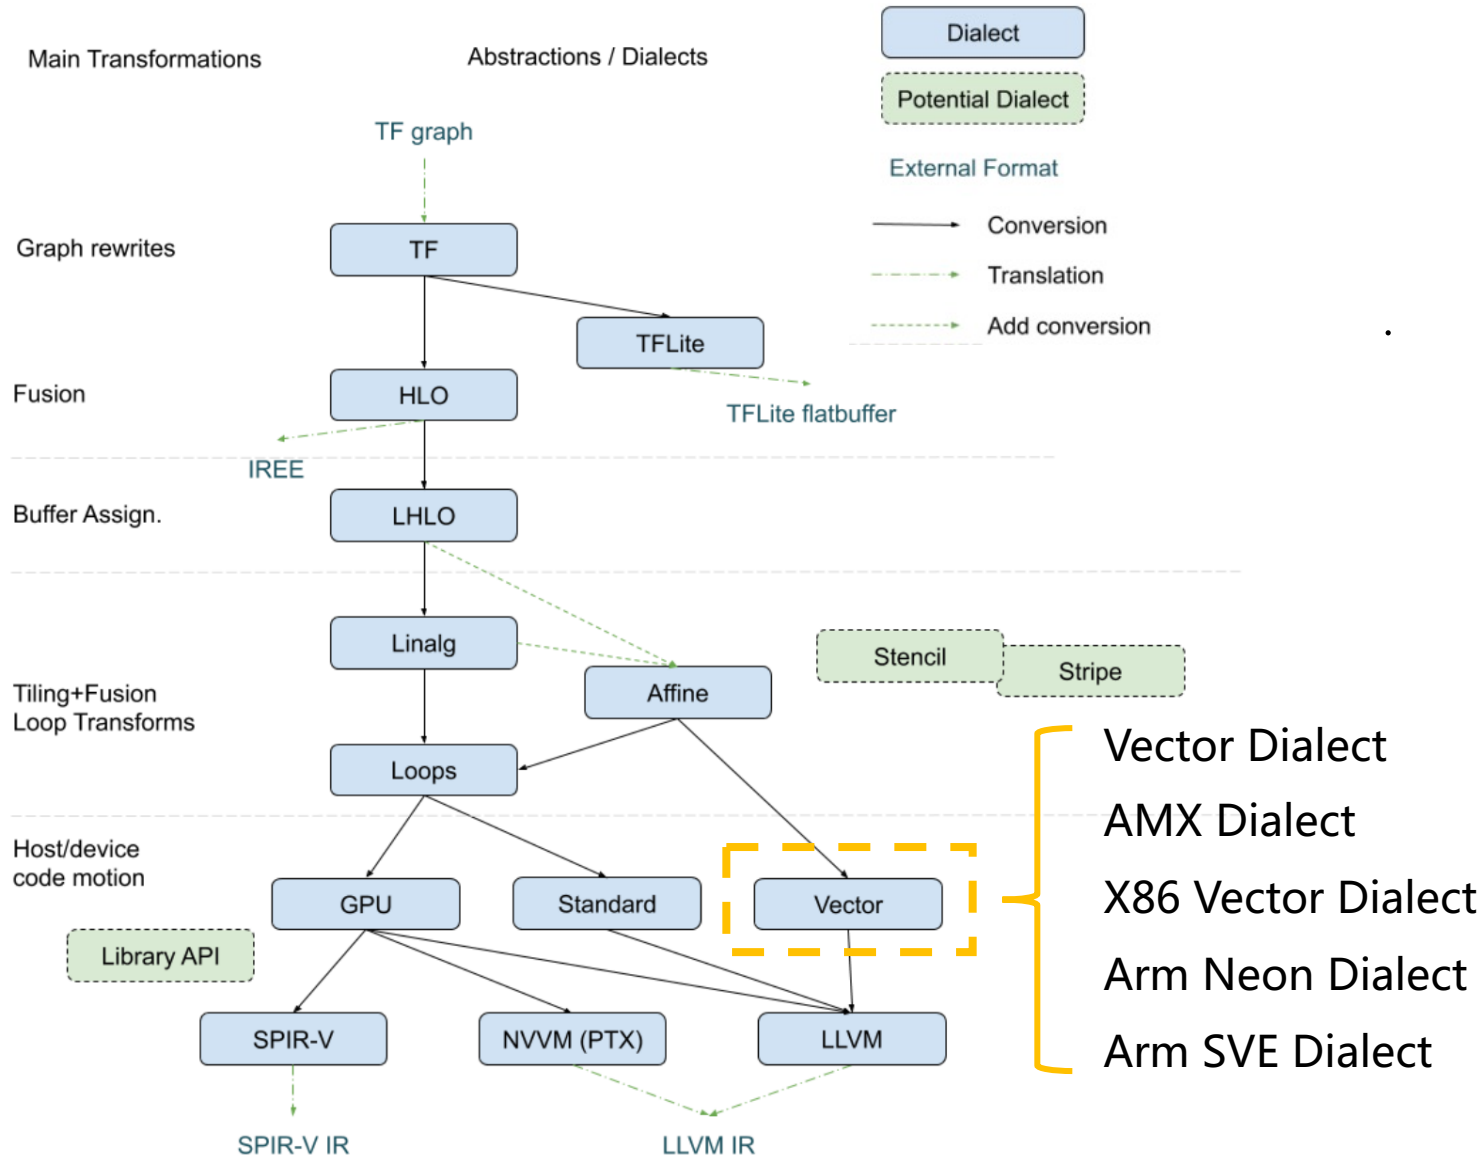 Main Transformations
Abstractions / Dialects
Dialect
Potential Dialect
External Format
Conversion
Translation
Add conversion
TF graph
Graph rewrites
TF
TFLite
TFLite flatbuffer
Fusion
HLO
IREE
Buffer Assign.
LHLO
Linalg
Affine
Stencil
Stripe
Tiling+Fusion
Loop Transforms
Loops
Host/device
code motion
GPU
Standard
Vector
Library API
SPIR-V
NVVM (PTX)
LLVM
SPIR-V IR
LLVM IR
Vector Dialect
AMX Dialect
X86 Vector Dialect
Arm Neon Dialect
Arm SVE Dialect
.